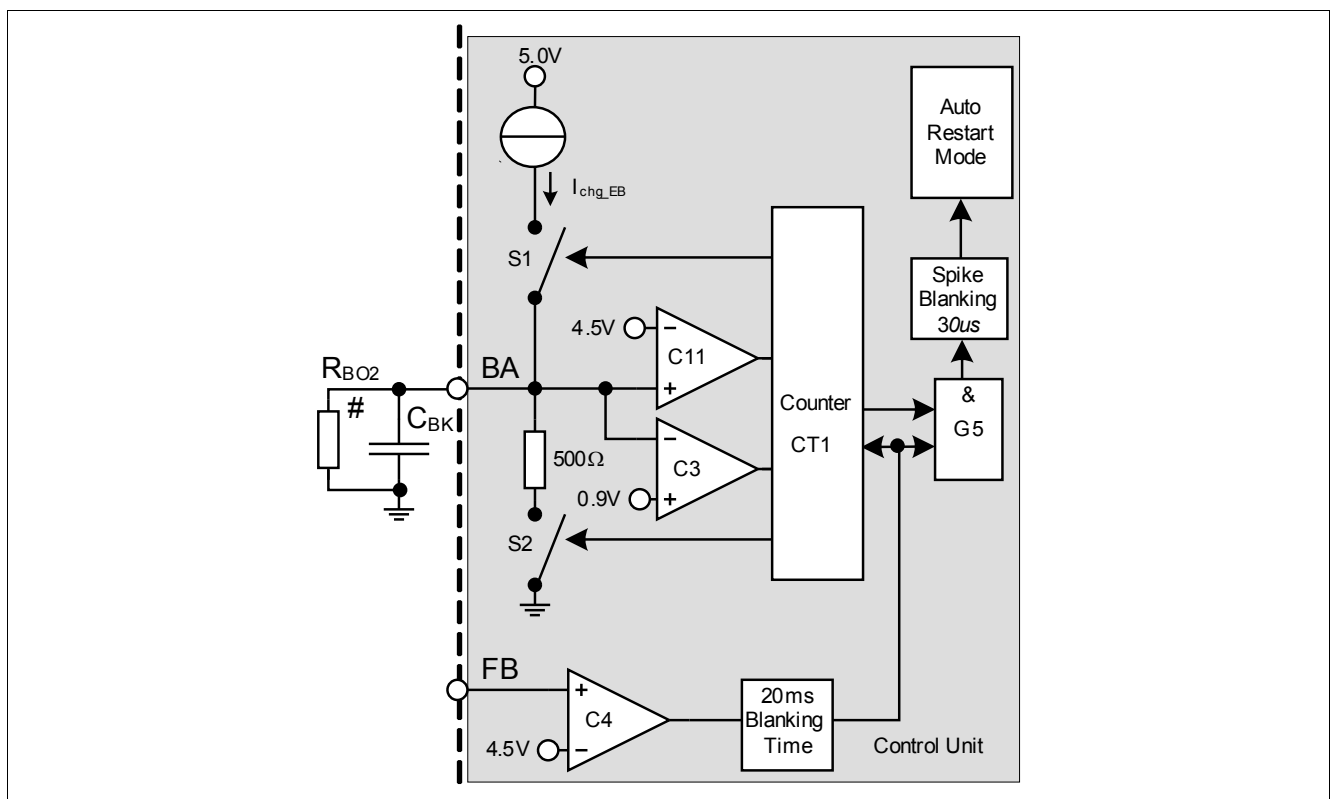 5.0V
I chg_EB
S1
4.5V
−
C11
+
RBO2
#
CBK
BA
500Ω
−
C3
0.9V
+
S2
Counter
CT1
Auto
Restart
Mode
Spike
Blanking
30us
&
G5
FB
+
C4
4.5V
−
20ms
Blanking
Time
Control Unit